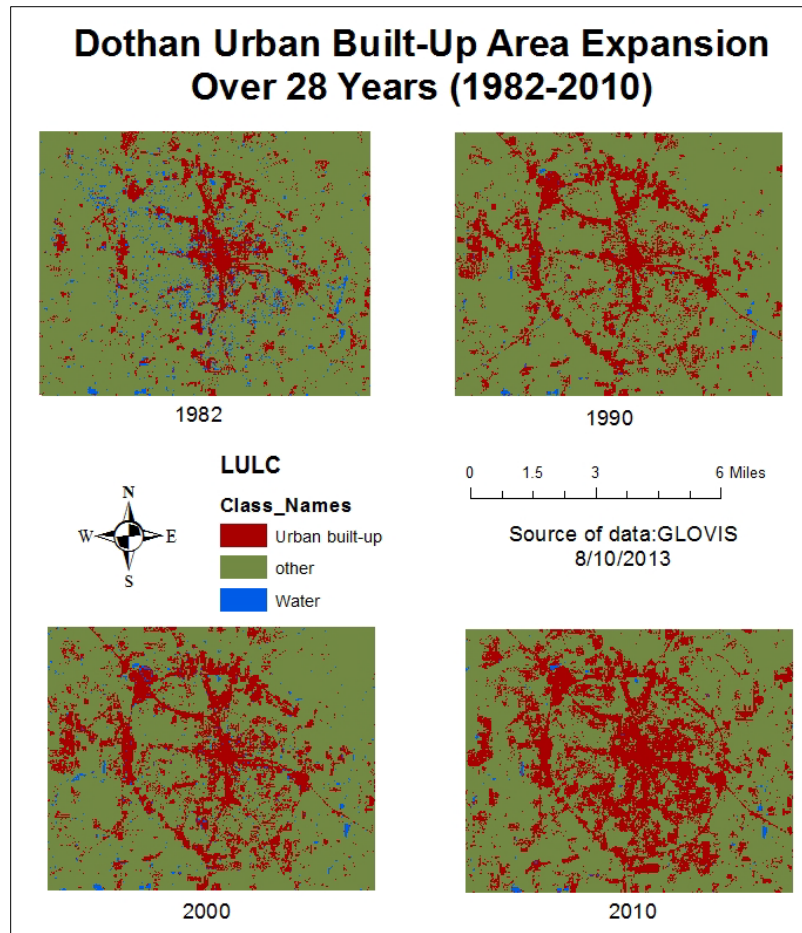 Dothan Urban Built-Up Area Expansion
Over 28 Years (1982-2010)
1982
1990
LULC
Class_Names
Urban built-up
other
Water
N
W
E
S
0 1.5 3 6 Miles
Source of data:GLOVIS
8/10/2013
2000
2010